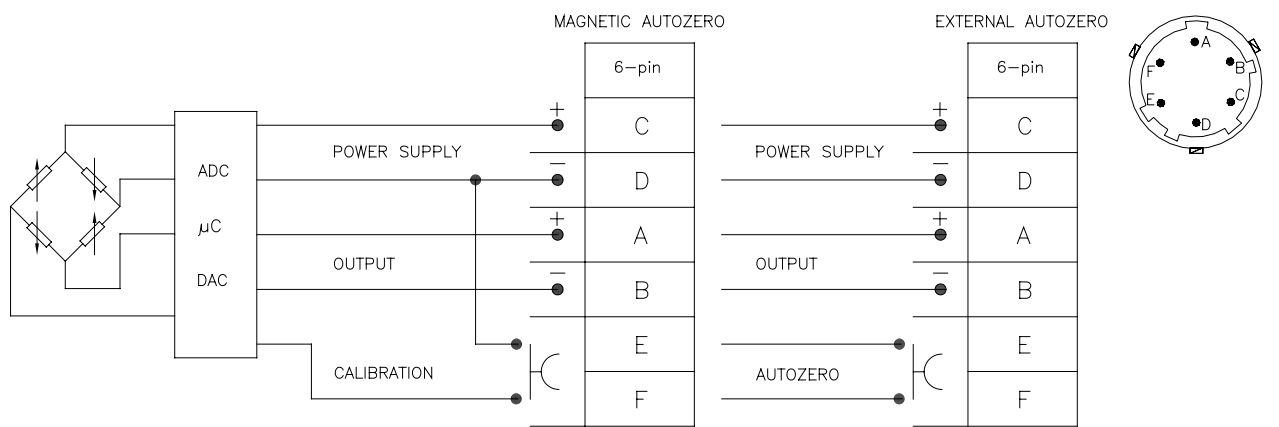 MAGNETIC AUTOZERO
EXTERNAL AUTOZERO
6-pin
6-pin
A
B
C
D
E
F
ADC
µC
DAC
+
POWER SUPPLY
−
+
OUTPUT
−
CALIBRATION
C
D
A
B
E
F
+
POWER SUPPLY
−
+
OUTPUT
−
AUTOZERO
C
D
A
B
E
F